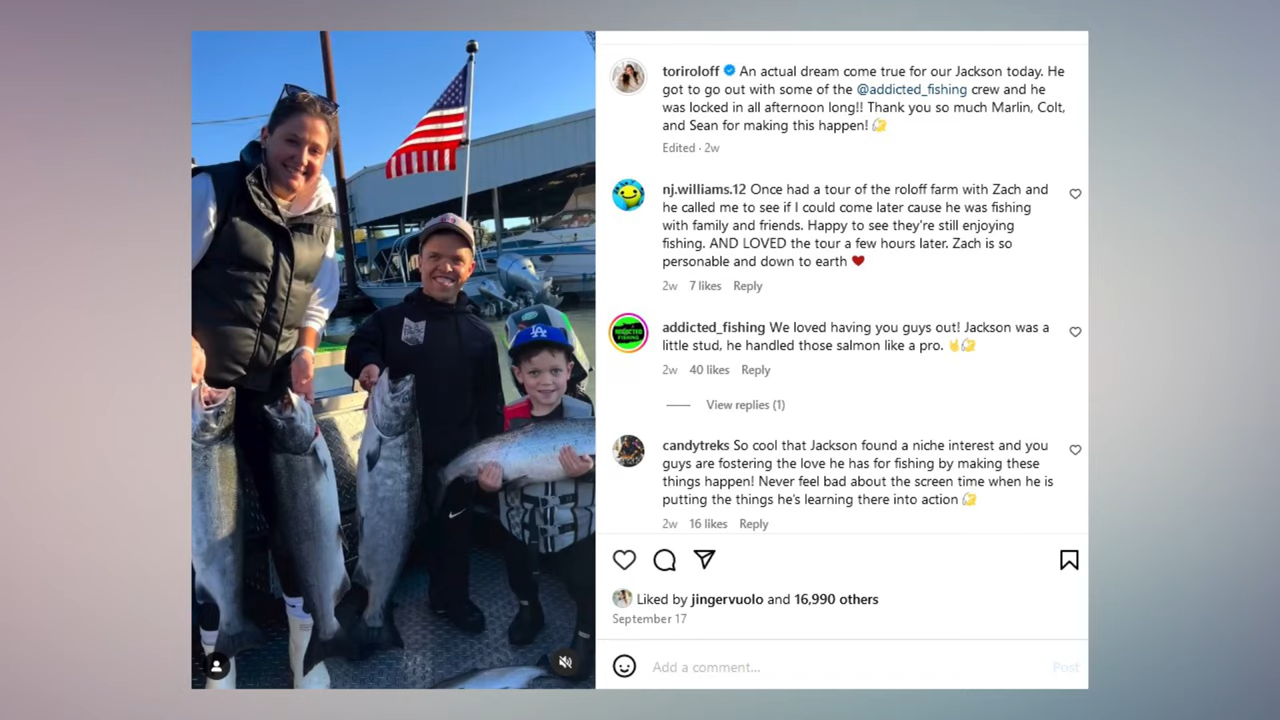 toriroloff An actual dream come true for our Jackson today. He
got to go out with some of the @addicted_fishing crew and he
was locked in all afternoon long!! Thank you so much Marlin, Colt,
and Sean for making this happen! 💫
Edited · 2w
nj.williams.12 Once had a tour of the roloff farm with Zach and
he called me to see if I could come later cause he was fishing
with family and friends. Happy to see they're still enjoying
fishing. AND LOVED the tour a few hours later. Zach is so
personable and down to earth ❤️
2w 7 likes Reply
addicted_fishing We loved having you guys out! Jackson was a
little stud, he handled those salmon like a pro. 🤘💫
2w 40 likes Reply
View replies (1)
candytreks So cool that Jackson found a niche interest and you
guys are fostering the love he has for fishing by making these
things happen! Never feel bad about the screen time when he is
putting the things he's learning there into action 💫
2w 16 likes Reply
Liked by jingervuolo and 16,990 others
September 17
Add a comment...
Post
LA
ADDICTED
FISHING